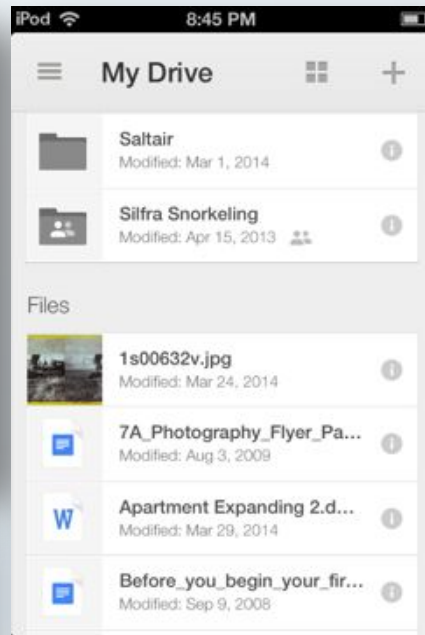 iPod 8:45 PM
My Drive
Saltair
Modified: Mar 1, 2014
Silfra Snorkeling
Modified: Apr 15, 2013
Files
1s00632v.jpg
Modified: Mar 24, 2014
7A_Photography_Flyer_Pa...
Modified: Aug 3, 2009
W
Apartment Expanding 2.d...
Modified: Mar 29, 2014
Before_you_begin_your_fir...
Modified: Sep 9, 2008